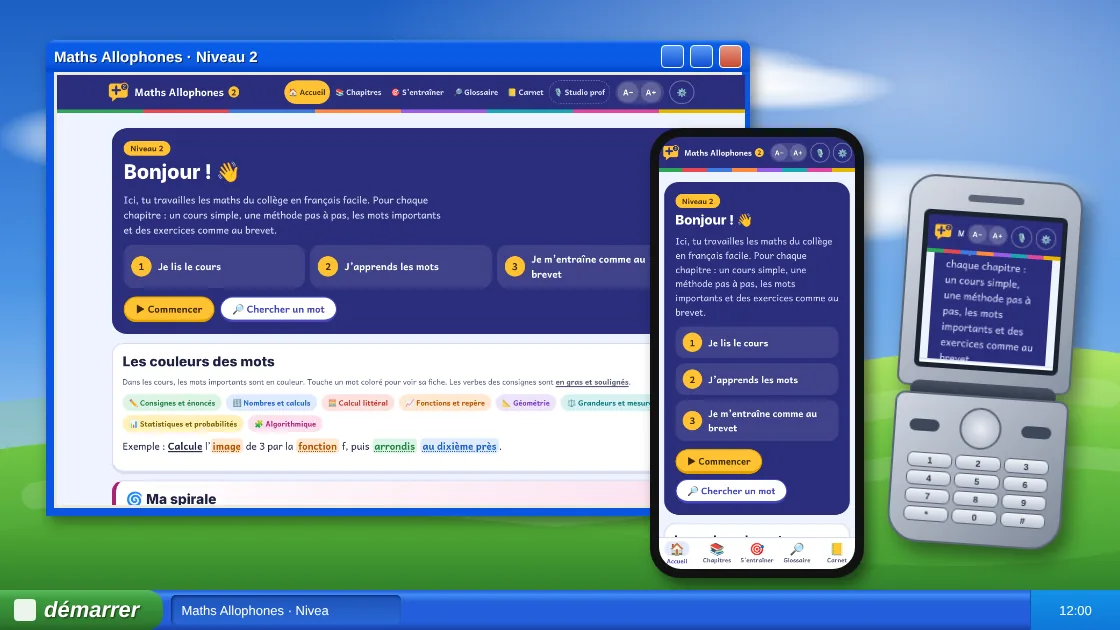 Maths Allophones · Niveau 2
Maths Allophones 2
Accueil
Chapitres
S'entraîner
Glossaire
Carnet
Studio prof
A−
A+
Niveau 2
Bonjour !
Ici, tu travailles les maths du collège en français facile. Pour chaque
chapitre : un cours simple, une méthode pas à pas, les mots importants
et des exercices comme au brevet.
1 Je lis le cours
2 J'apprends les mots
3 Je m'entraîne comme au
brevet
Commencer
Chercher un mot
Les couleurs des mots
Dans les cours, les mots importants sont en couleur. Touche un mot coloré pour voir sa fiche. Les verbes des consignes sont en gras et soulignés.
Consignes et énoncés
Nombres et calculs
Calcul littéral
Fonctions et repère
Géométrie
Grandeurs et mesur
Statistiques et probabilités
Algorithmique
Exemple : Calcule l'image de 3 par la fonction f, puis arrondis au dixième près .
Ma spirale
Maths Allophones 2
A−
A+
Niveau 2
Bonjour !
Ici, tu travailles les maths du collège
en français facile. Pour chaque
chapitre : un cours simple, une
méthode pas à pas, les mots
importants et des exercices comme au
brevet.
1 Je lis le cours
2 J'apprends les mots
3 Je m'entraîne comme au
brevet
Commencer
Chercher un mot
Accueil
Chapitres
S'entraîner
Glossaire
Carnet
M
A−
A+
chaque chapitre :
un cours simple,
une méthode pas à
pas, les mots
importants et des
exercices comme au
brevet.
1 2 3
4 5 6
7 8 9
* 0 #
démarrer
Maths Allophones · Nivea
12:00